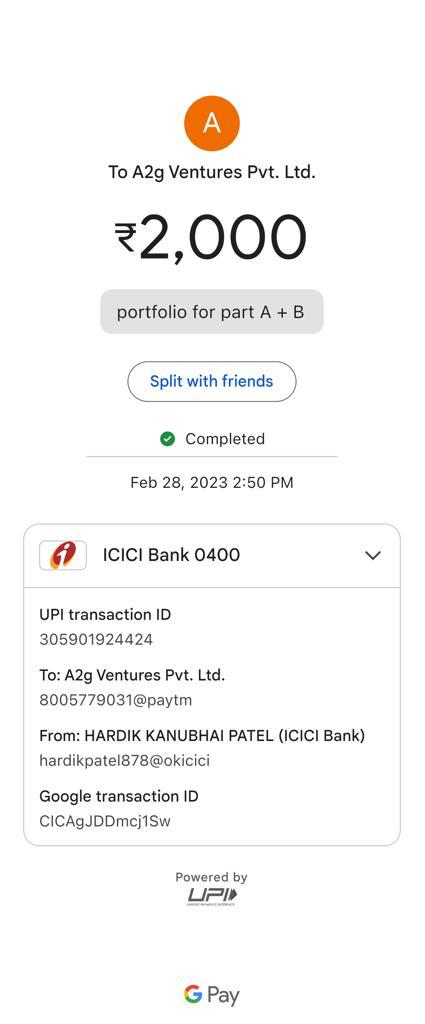 A
To A2g Ventures Pvt. Ltd.
₹2,000
portfolio for part A + B
Split with friends
Completed
Feb 28, 2023 2:50 PM
ICICI Bank 0400
UPI transaction ID
305901924424
To: A2g Ventures Pvt. Ltd.
8005779031@paytm
From: HARDIK KANUBHAI PATEL (ICICI Bank)
hardikpatel878@okicici
Google transaction ID
CICAgJDDmcj1Sw
Powered by
UPI
UNIFIED PAYMENTS INTERFACE
G Pay